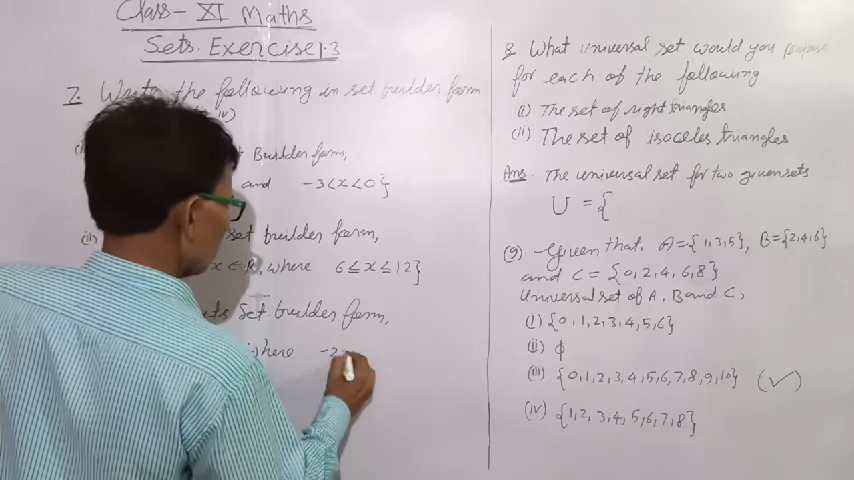 Class - XI Maths
Sets. Exercise 1.3
7. Write the following in set builder form
iv)
Builder form,
and -3<x<0}
(ii) set builder form,
x ∈ R, where 6≤x≤12}
Set builder form,
where -2
8. What universal set would you propose
for each of the following
(i) The set of right triangles
(ii) The set of isoceles triangles
Ans. The universal set for two given sets
U = {
(9) Given that. A={1,3,5}, B={2,4,6}
and C = {0,2,4,6,8}
Universal set of A, B and C,
(i) {0,1,2,3,4,5,6}
(ii) φ
(iii) {0,1,2,3,4,5,6,7,8,9,10} (✓)
(iv) {1,2,3,4,5,6,7,8}